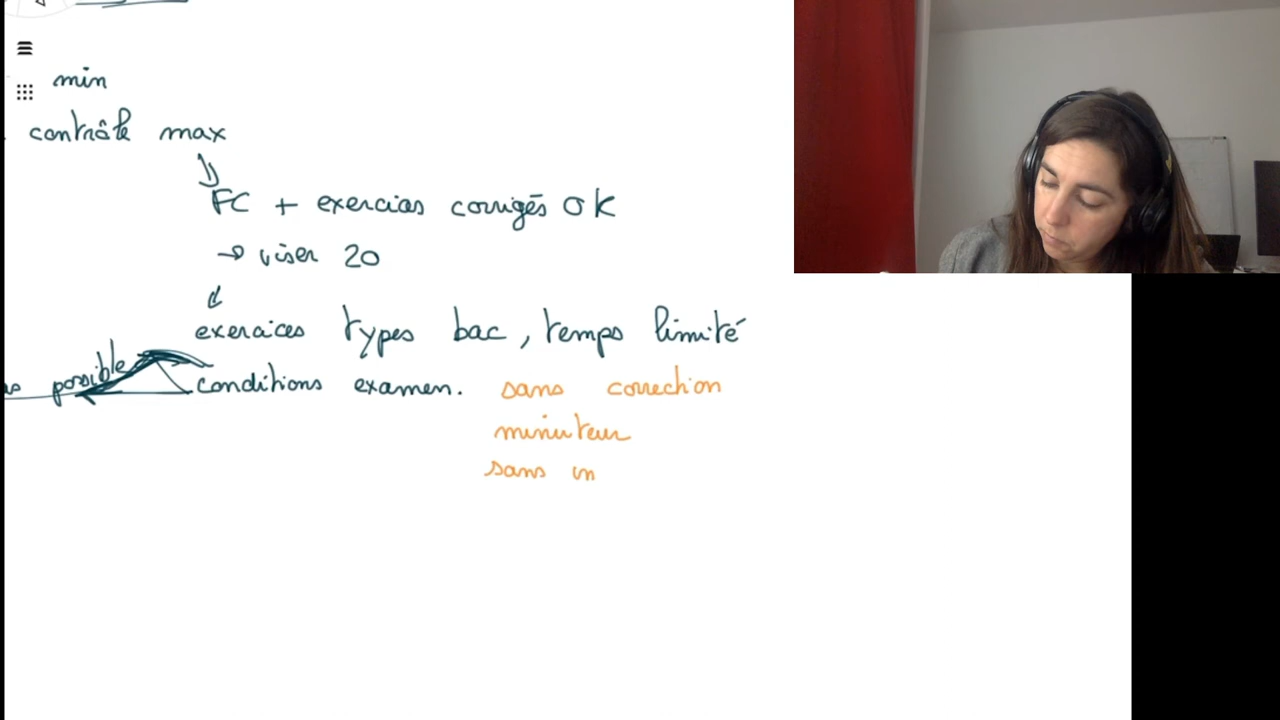 min
contrôle max
FC + exercices corrigés OK
→ viser 20
exercices types bac, temps limité
possible conditions examen. sans correction
minuteur
sans in